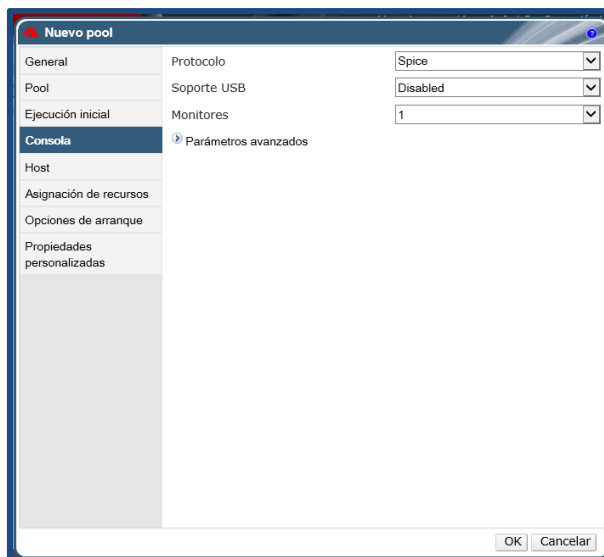 Nuevo pool
General
Pool
Ejecución inicial
Consola
Host
Asignación de recursos
Opciones de arranque
Propiedades
personalizadas
Protocolo Spice
Soporte USB Disabled
Monitores 1
Parámetros avanzados
OK Cancelar